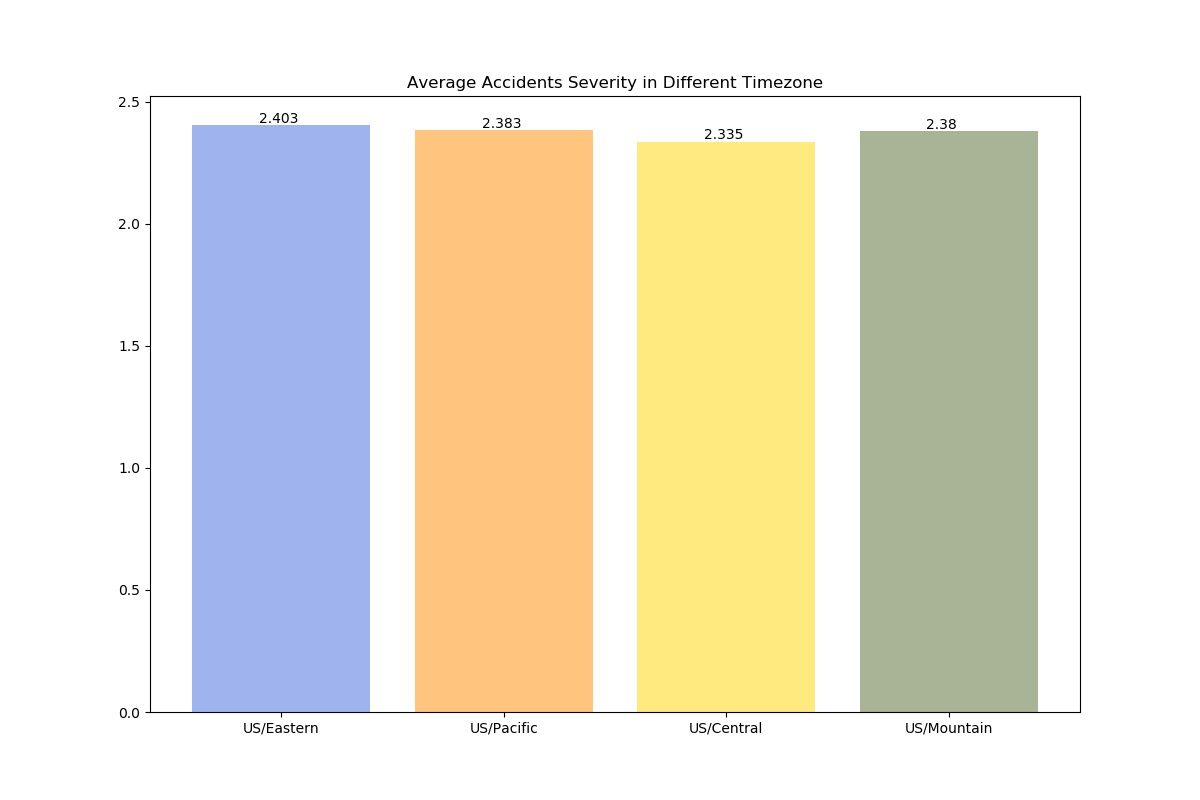 Average Accidents Severity in Different Timezone
2.5
2.0
1.5
1.0
0.5
0.0
2.403
2.383
2.335
2.38
US/Eastern
US/Pacific
US/Central
US/Mountain